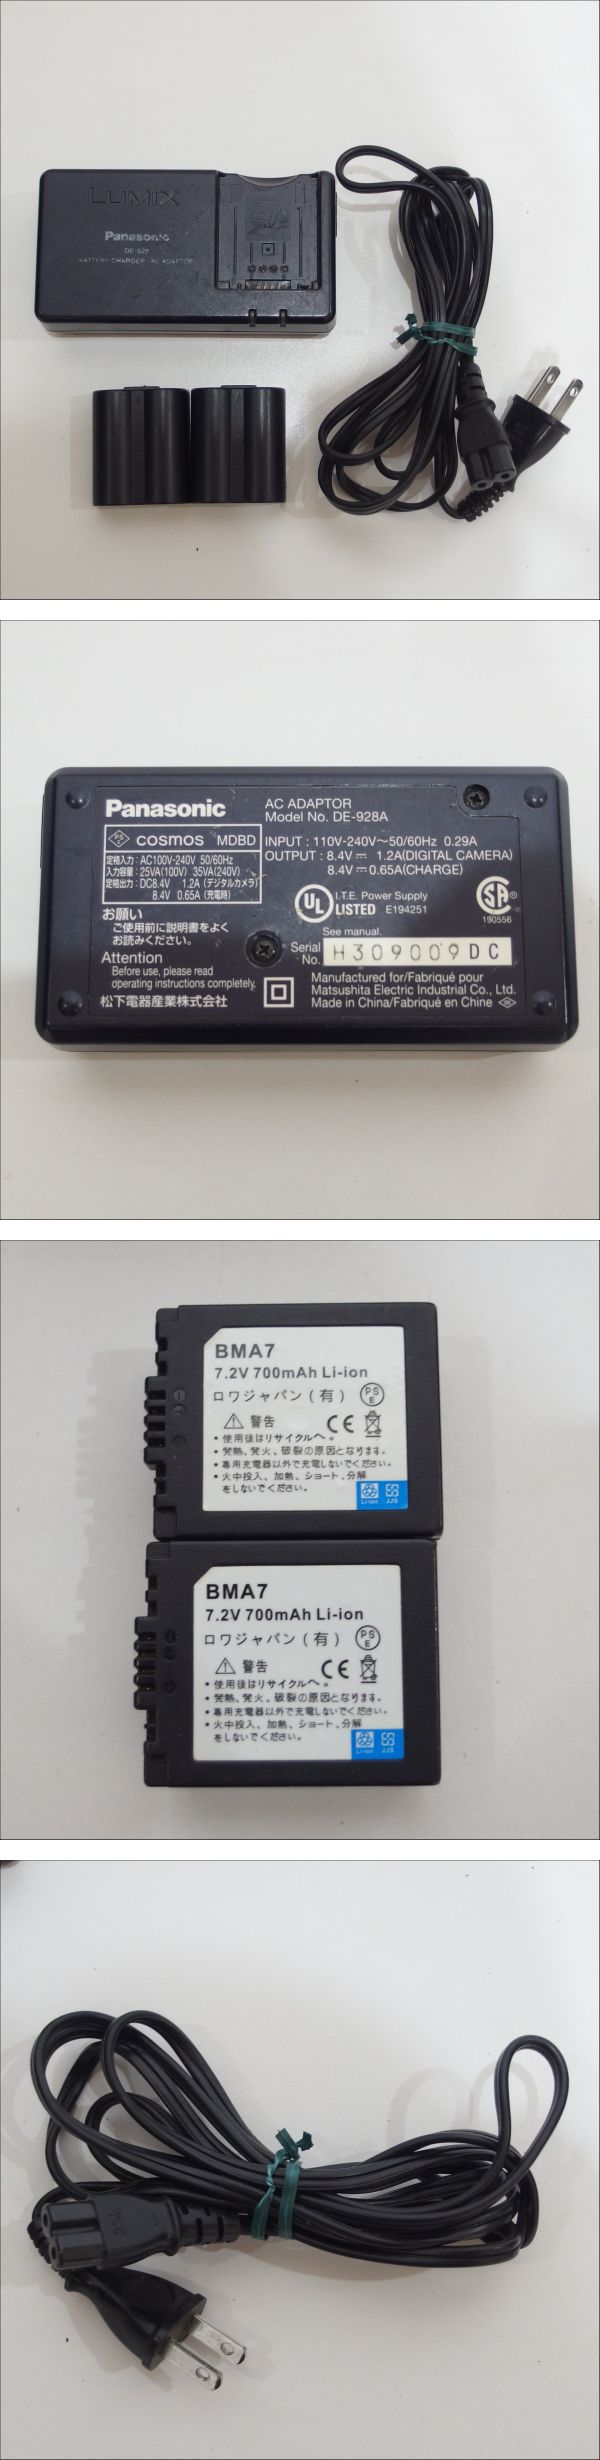 LUMIX
Panasonic
DE-928
BATTERY CHARGER AC ADAPTOR
Panasonic
AC ADAPTOR
Model No. DE-928A
PS E COSMOS MDBD
定格入力 : AC100V-240V 50/60Hz
入力容量 : 25VA(100V) 35VA(240V)
定格出力 : DC8.4V 1.2A (デジタルカメラ)
8.4V 0.65A (充電時)
INPUT : 110V-240V～50/60Hz 0.29A
OUTPUT : 8.4V ⎓ 1.2A(DIGITAL CAMERA)
8.4V ⎓ 0.65A(CHARGE)
UL LISTED
I.T.E. Power Supply
E194251
SA ®
190556
お願い
ご使用前に説明書をよく
お読みください。
Attention
Before use, please read
operating instructions completely.
松下電器産業株式会社
See manual.
Serial No. H309009DC
Manufactured for/Fabriqué pour
Matsushita Electric Industrial Co., Ltd.
Made in China/Fabriqué en Chine
BMA7
7.2V 700mAh Li-ion
ロワジャパン(有) PS E
警告 CE
・使用後はリサイクルへ。
・発熱、発火、破裂の原因となります。
・専用充電器以外で充電しないでください。
・火中投入、加熱、ショート、分解
をしないでください。
Li-ion JJS
BMA7
7.2V 700mAh Li-ion
ロワジャパン(有) PS E
警告 CE
・使用後はリサイクルへ。
・発熱、発火、破裂の原因となります。
・専用充電器以外で充電しないでください。
・火中投入、加熱、ショート、分解
をしないでください。
Li-ion JJS